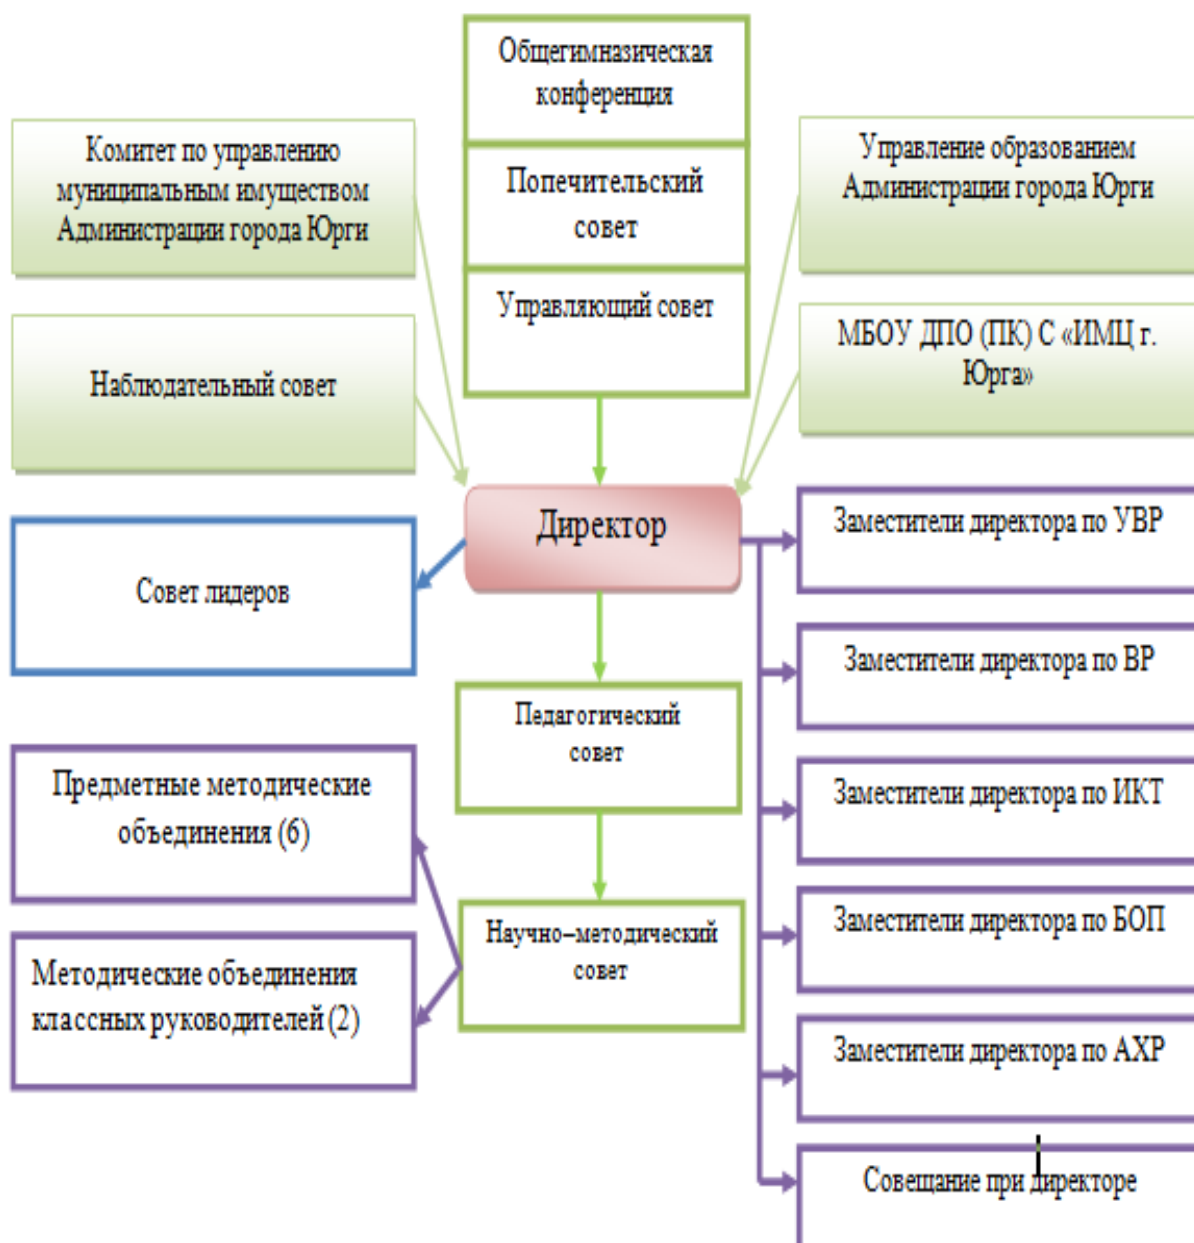 Общегимназическая
конференция
Комитет по управлению
муниципальным имуществом
Администрации города Юрги
Попечительский
совет
Управление образованием
Администрации города Юрги
Управляющий совет
Наблюдательный совет
МБОУ ДПО (ПК) С «ИМЦ г.
Юрга»
Директор
Заместители директора по УВР
Совет лидеров
Заместители директора по ВР
Педагогический
совет
Предметные методические
объединения (6)
Заместители директора по ИКТ
Научно–методический
совет
Заместители директора по БОП
Методические объединения
классных руководителей (2)
Заместители директора по АХР
Совещание при директоре